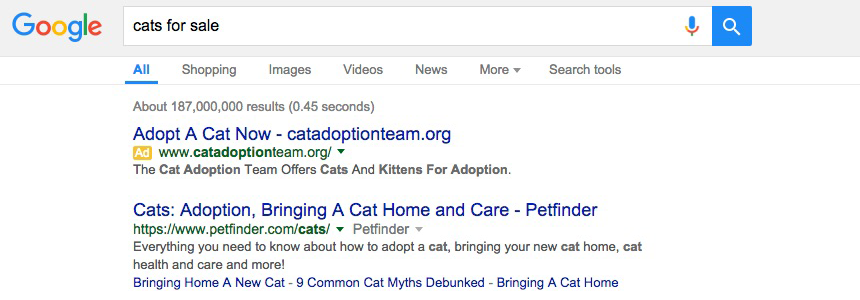 Google cats for sale
All Shopping Images Videos News More Search tools
About 187,000,000 results (0.45 seconds)
Adopt A Cat Now - catadoptionteam.org
Ad www.catadoptionteam.org/
The Cat Adoption Team Offers Cats And Kittens For Adoption.
Cats: Adoption, Bringing A Cat Home and Care - Petfinder
https://www.petfinder.com/cats/ Petfinder
Everything you need to know about how to adopt a cat, bringing your new cat home, cat
health and care and more!
Bringing Home A New Cat - 9 Common Cat Myths Debunked - Bringing A Cat Home